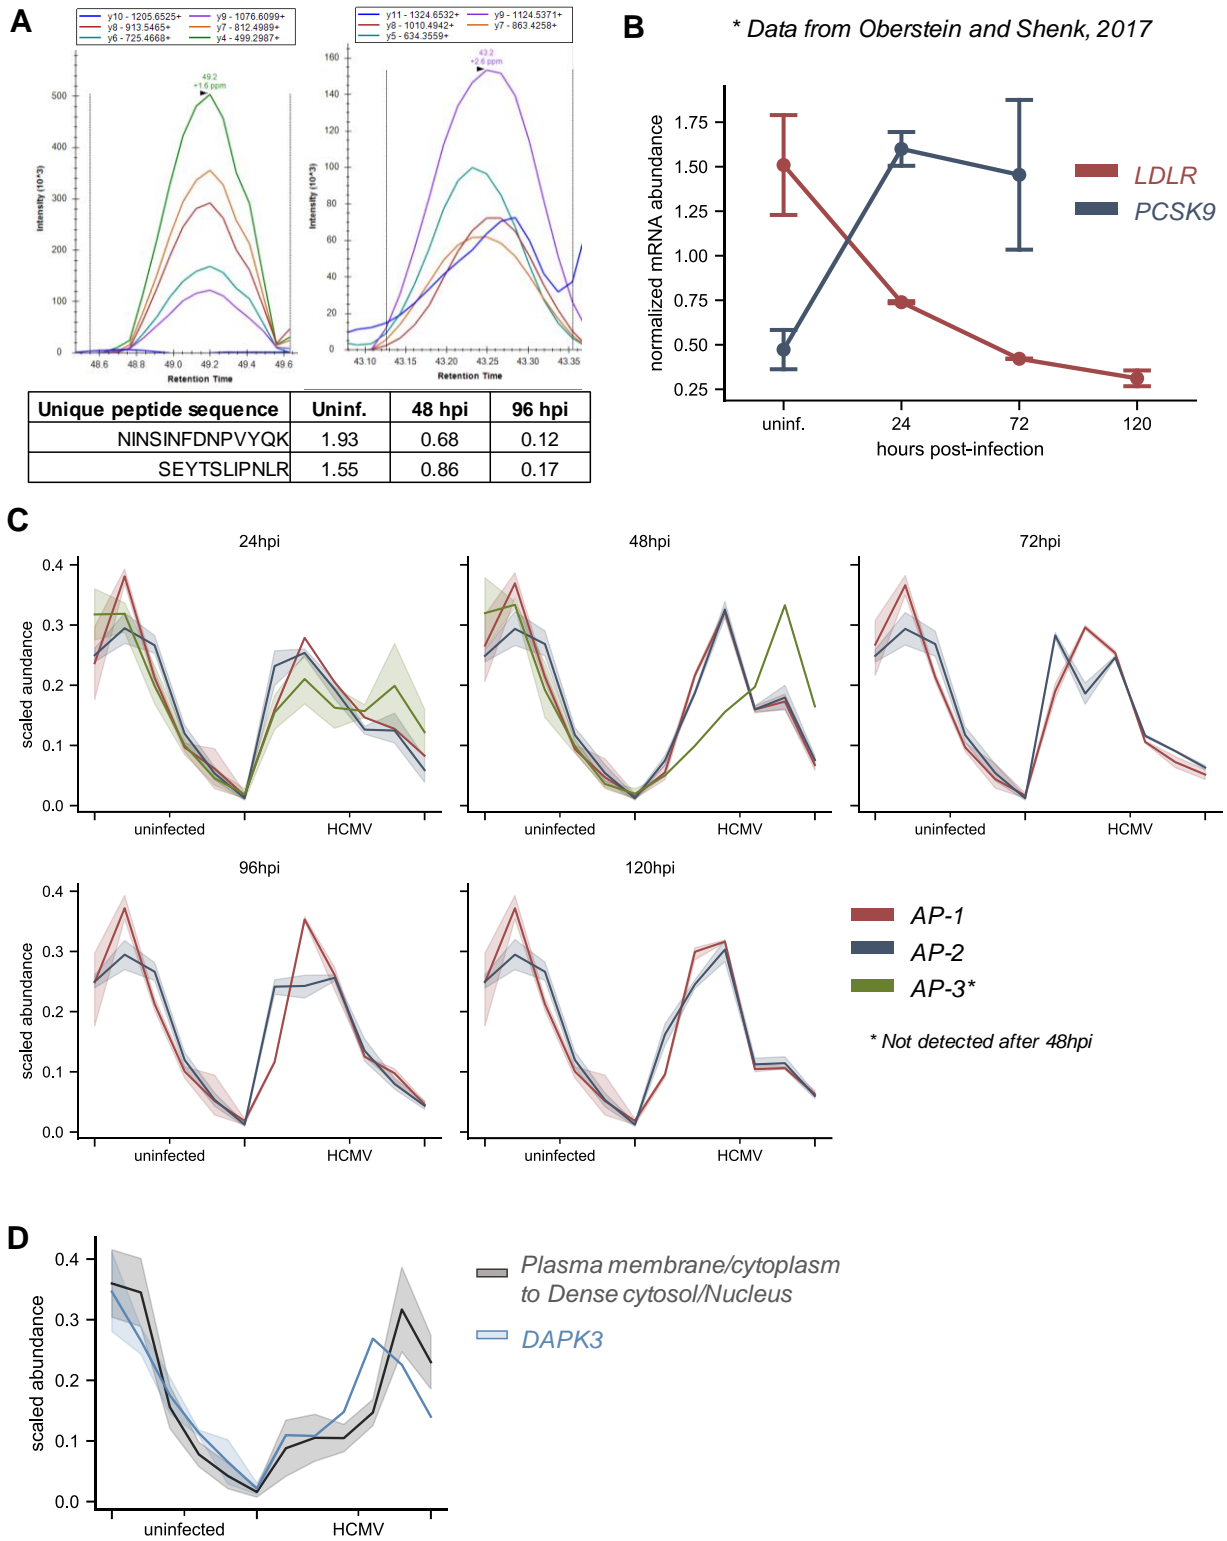 A
y10 - 1205.6525+ y9 - 1076.6099+
y8 - 913.5465+ y7 - 812.4989+
y6 - 725.4668+ y4 - 499.2987+
49.2
+1.6 ppm
Intensity (10^3)
500
400
300
200
100
0
48.6 48.8 49.0 49.2 49.4 49.6
Retention Time
y11 - 1324.6532+ y9 - 1124.5371+
y8 - 1010.4942+ y7 - 863.4258+
y5 - 634.3559+
43.2
+2.6 ppm
Intensity (10^3)
160
140
120
100
80
60
40
20
0
43.10 43.15 43.20 43.25 43.30 43.35
Retention Time
Unique peptide sequence Uninf. 48 hpi 96 hpi
NINSINFDNPVYQK 1.93 0.68 0.12
SEYTSLIPNLR 1.55 0.86 0.17
B
* Data from Oberstein and Shenk, 2017
normalized mRNA abundance
1.75
1.50
1.25
1.00
0.75
0.50
0.25
uninf. 24 72 120
hours post-infection
LDLR
PCSK9
C
24hpi
scaled aundance
0.4
0.3
0.2
0.1
0.0
uninfected HCMV
48hpi
uninfected HCMV
72hpi
uninfected HCMV
96hpi
scaled abundance
0.4
0.3
0.2
0.1
0.0
uninfected HCMV
120hpi
uninfected HCMV
AP-1
AP-2
AP-3*
* Not detected after 48hpi
D
scaled abundance
0.4
0.3
0.2
0.1
0.0
uninfected HCMV
Plasma membrane/cytoplasm
to Dense cytosol/Nucleus
DAPK3